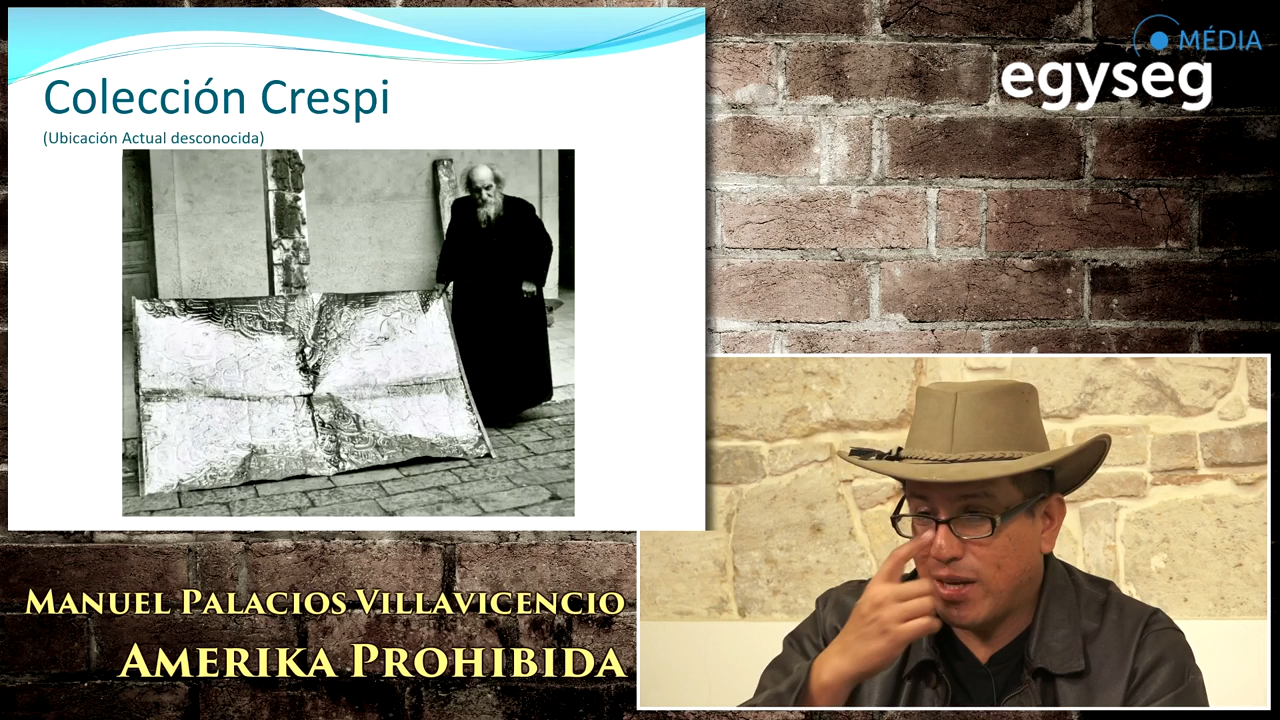 Colección Crespi
(Ubicación Actual desconocida)
MÉDIA
egyseg
Manuel Palacios Villavicencio
Amerika Prohibida